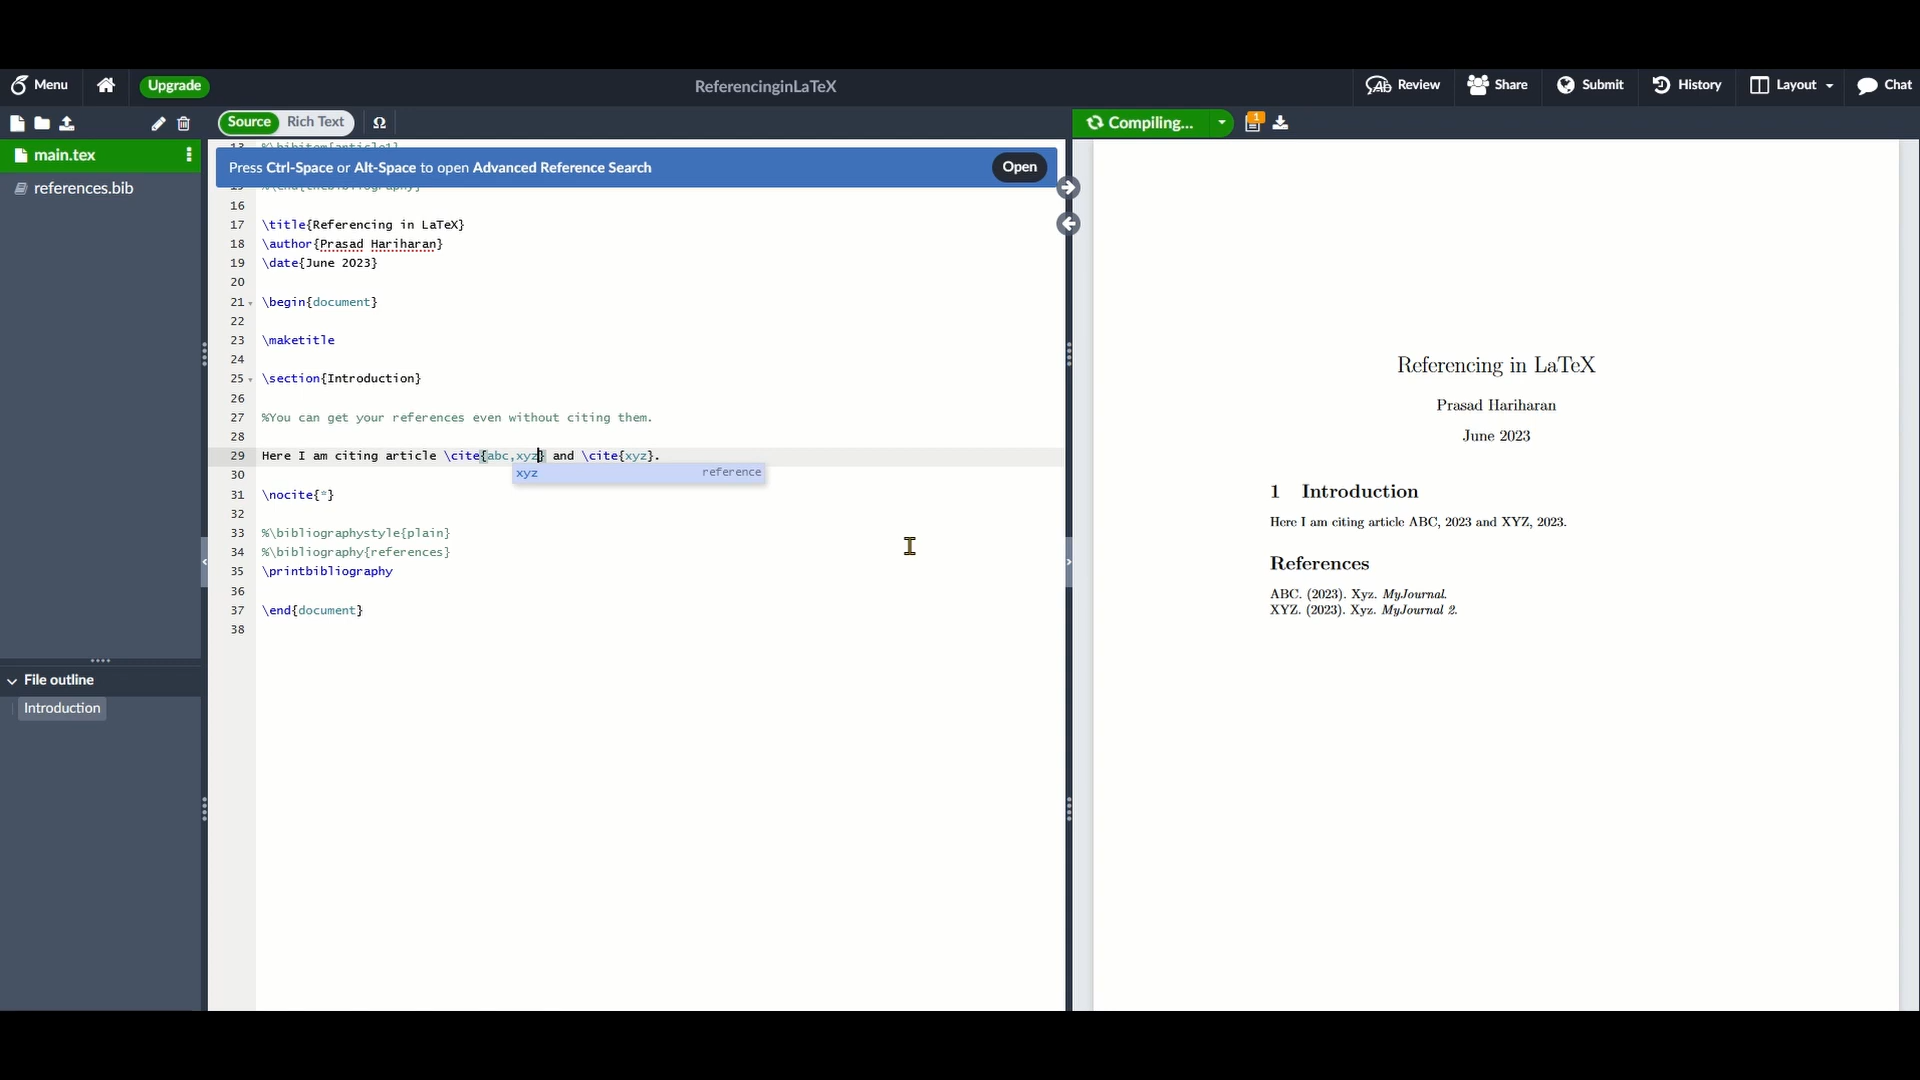 Menu
Upgrade
ReferencinginLaTeX
Review
Share
Submit
History
Layout
Chat
Source
Rich Text
Ω
Compiling...
1
main.tex
references.bib
Press Ctrl-Space or Alt-Space to open Advanced Reference Search
Open
16
17 \title{Referencing in LaTeX}
18 \author{Prasad Hariharan}
19 \date{June 2023}
20
21 \begin{document}
22
23 \maketitle
24
25 \section{Introduction}
26
27 %You can get your references even without citing them.
28
29 Here I am citing article \cite{abc,xyz} and \cite{xyz}.
xyz reference
30
31 \nocite{*}
32
33 %\bibliographystyle{plain}
34 %\bibliography{references}
35 \printbibliography
36
37 \end{document}
38
File outline
Introduction
Referencing in LaTeX
Prasad Hariharan
June 2023
1 Introduction
Here I am citing article ABC, 2023 and XYZ, 2023.
References
ABC. (2023). Xyz. MyJournal.
XYZ. (2023). Xyz. MyJournal 2.